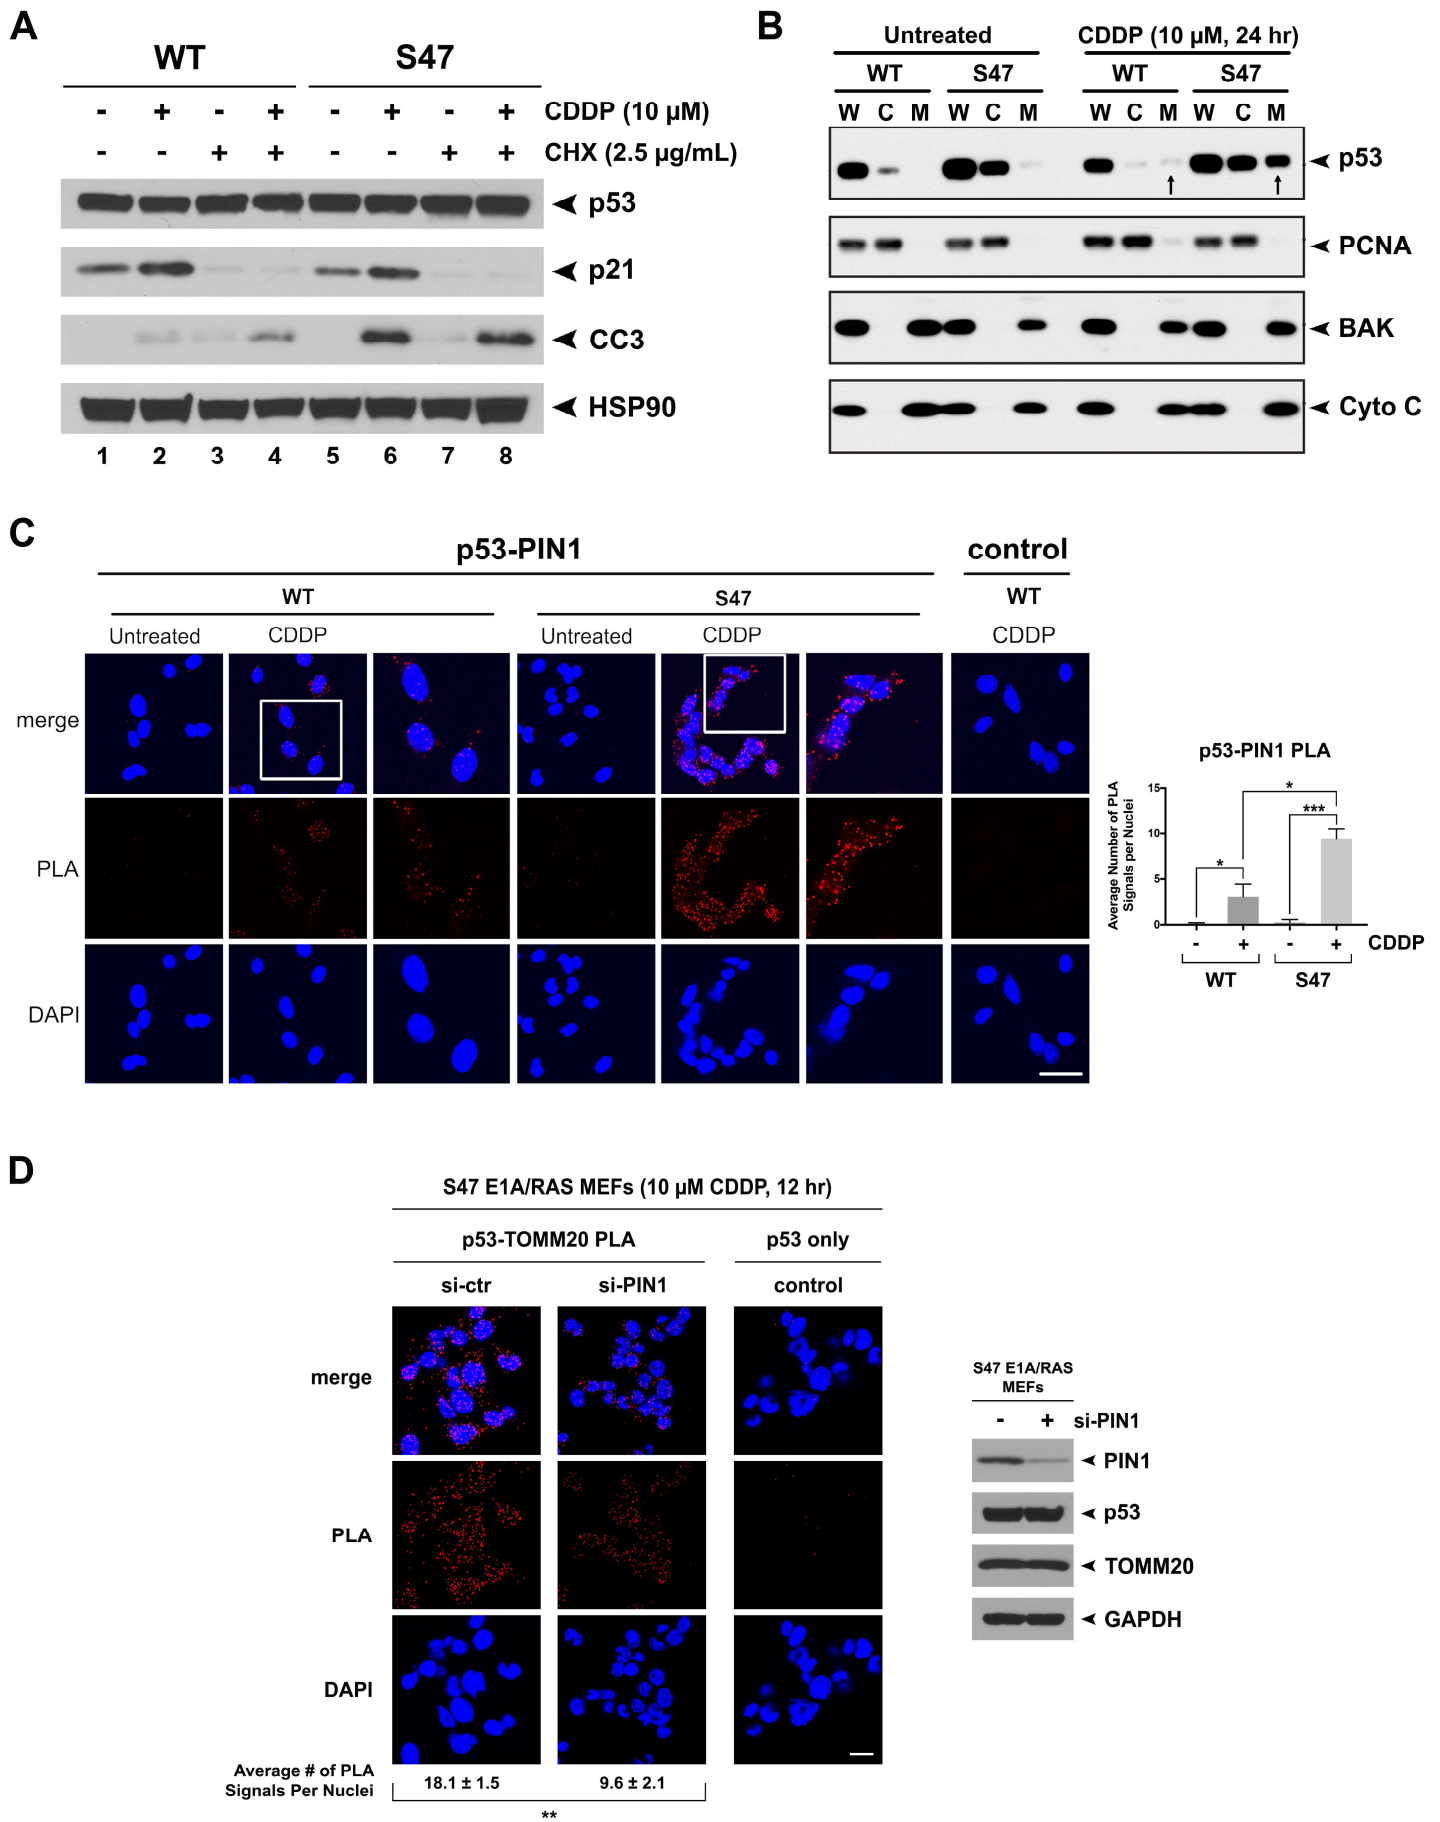 A
WT S47
- + - + - + - + CDDP (10 µM)
- - + + - - + + CHX (2.5 µg/mL)
p53
p21
CC3
HSP90
1 2 3 4 5 6 7 8
B
Untreated CDDP (10 µM, 24 hr)
WT S47 WT S47
W C M W C M W C M W C M
p53
PCNA
BAK
Cyto C
C
p53-PIN1 control
WT S47 WT
Untreated CDDP Untreated CDDP CDDP
merge
PLA
DAPI
p53-PIN1 PLA
Average Number of PLA
Signals per Nuclei
15
10
5
0
* *** *
- + - + CDDP
WT S47
D
S47 E1A/RAS MEFs (10 µM CDDP, 12 hr)
p53-TOMM20 PLA p53 only
si-ctr si-PIN1 control
merge
PLA
DAPI
Average # of PLA
Signals Per Nuclei
18.1 ± 1.5 9.6 ± 2.1
**
S47 E1A/RAS
MEFs
- + si-PIN1
PIN1
p53
TOMM20
GAPDH